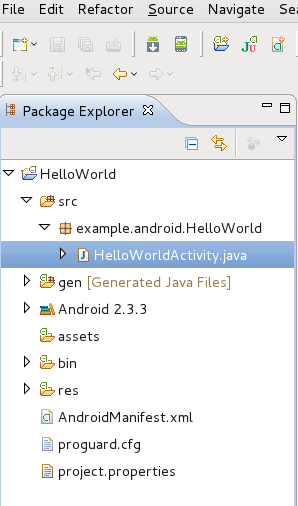 File Edit Refactor Source Navigate Sea
Package Explorer
HelloWorld
src
example.android.HelloWorld
HelloWorldActivity.java
gen [Generated Java Files]
Android 2.3.3
assets
bin
res
AndroidManifest.xml
proguard.cfg
project.properties